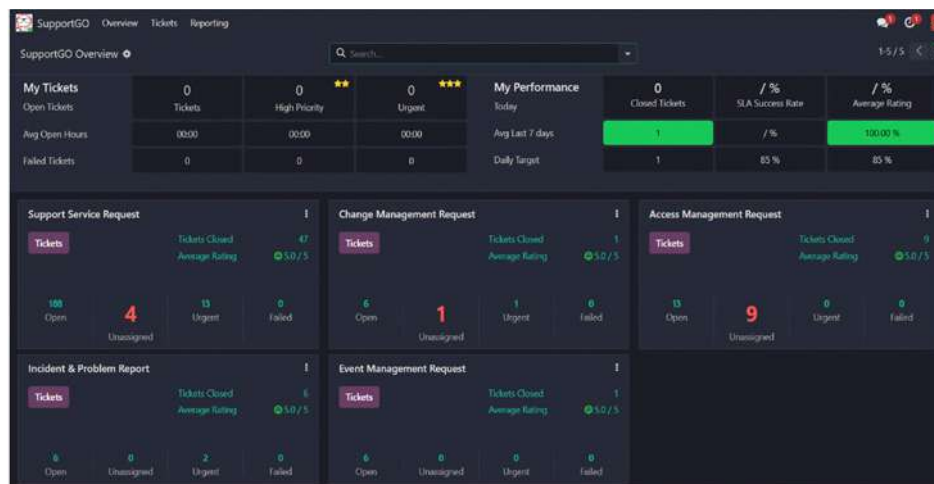 SupportGO Overview Tickets Reporting
1 1
SupportGO Overview
Search...
1-5 / 5
My Tickets 0 0 0 My Performance 0 / % / %
Open Tickets Tickets High Priority Urgent Today Closed Tickets SLA Success Rate Average Rating
Avg Open Hours 00:00 00:00 00:00 Avg Last 7 days 1 / % 100.00 %
Failed Tickets 0 0 0 Daily Target 1 85 % 85 %
Support Service Request
Tickets
Tickets Closed 47
Average Rating 5.0 / 5
188 4 13 0
Open Unassigned Urgent Failed
Change Management Request
Tickets
Tickets Closed 1
Average Rating 5.0 / 5
6 1 1 0
Open Unassigned Urgent Failed
Access Management Request
Tickets
Tickets Closed 9
Average Rating 5.0 / 5
13 9 0 0
Open Unassigned Urgent Failed
Incident & Problem Report
Tickets
Tickets Closed 6
Average Rating 5.0 / 5
6 0 2 0
Open Unassigned Urgent Failed
Event Management Request
Tickets
Tickets Closed 1
Average Rating 5.0 / 5
6 0 0 0
Open Unassigned Urgent Failed